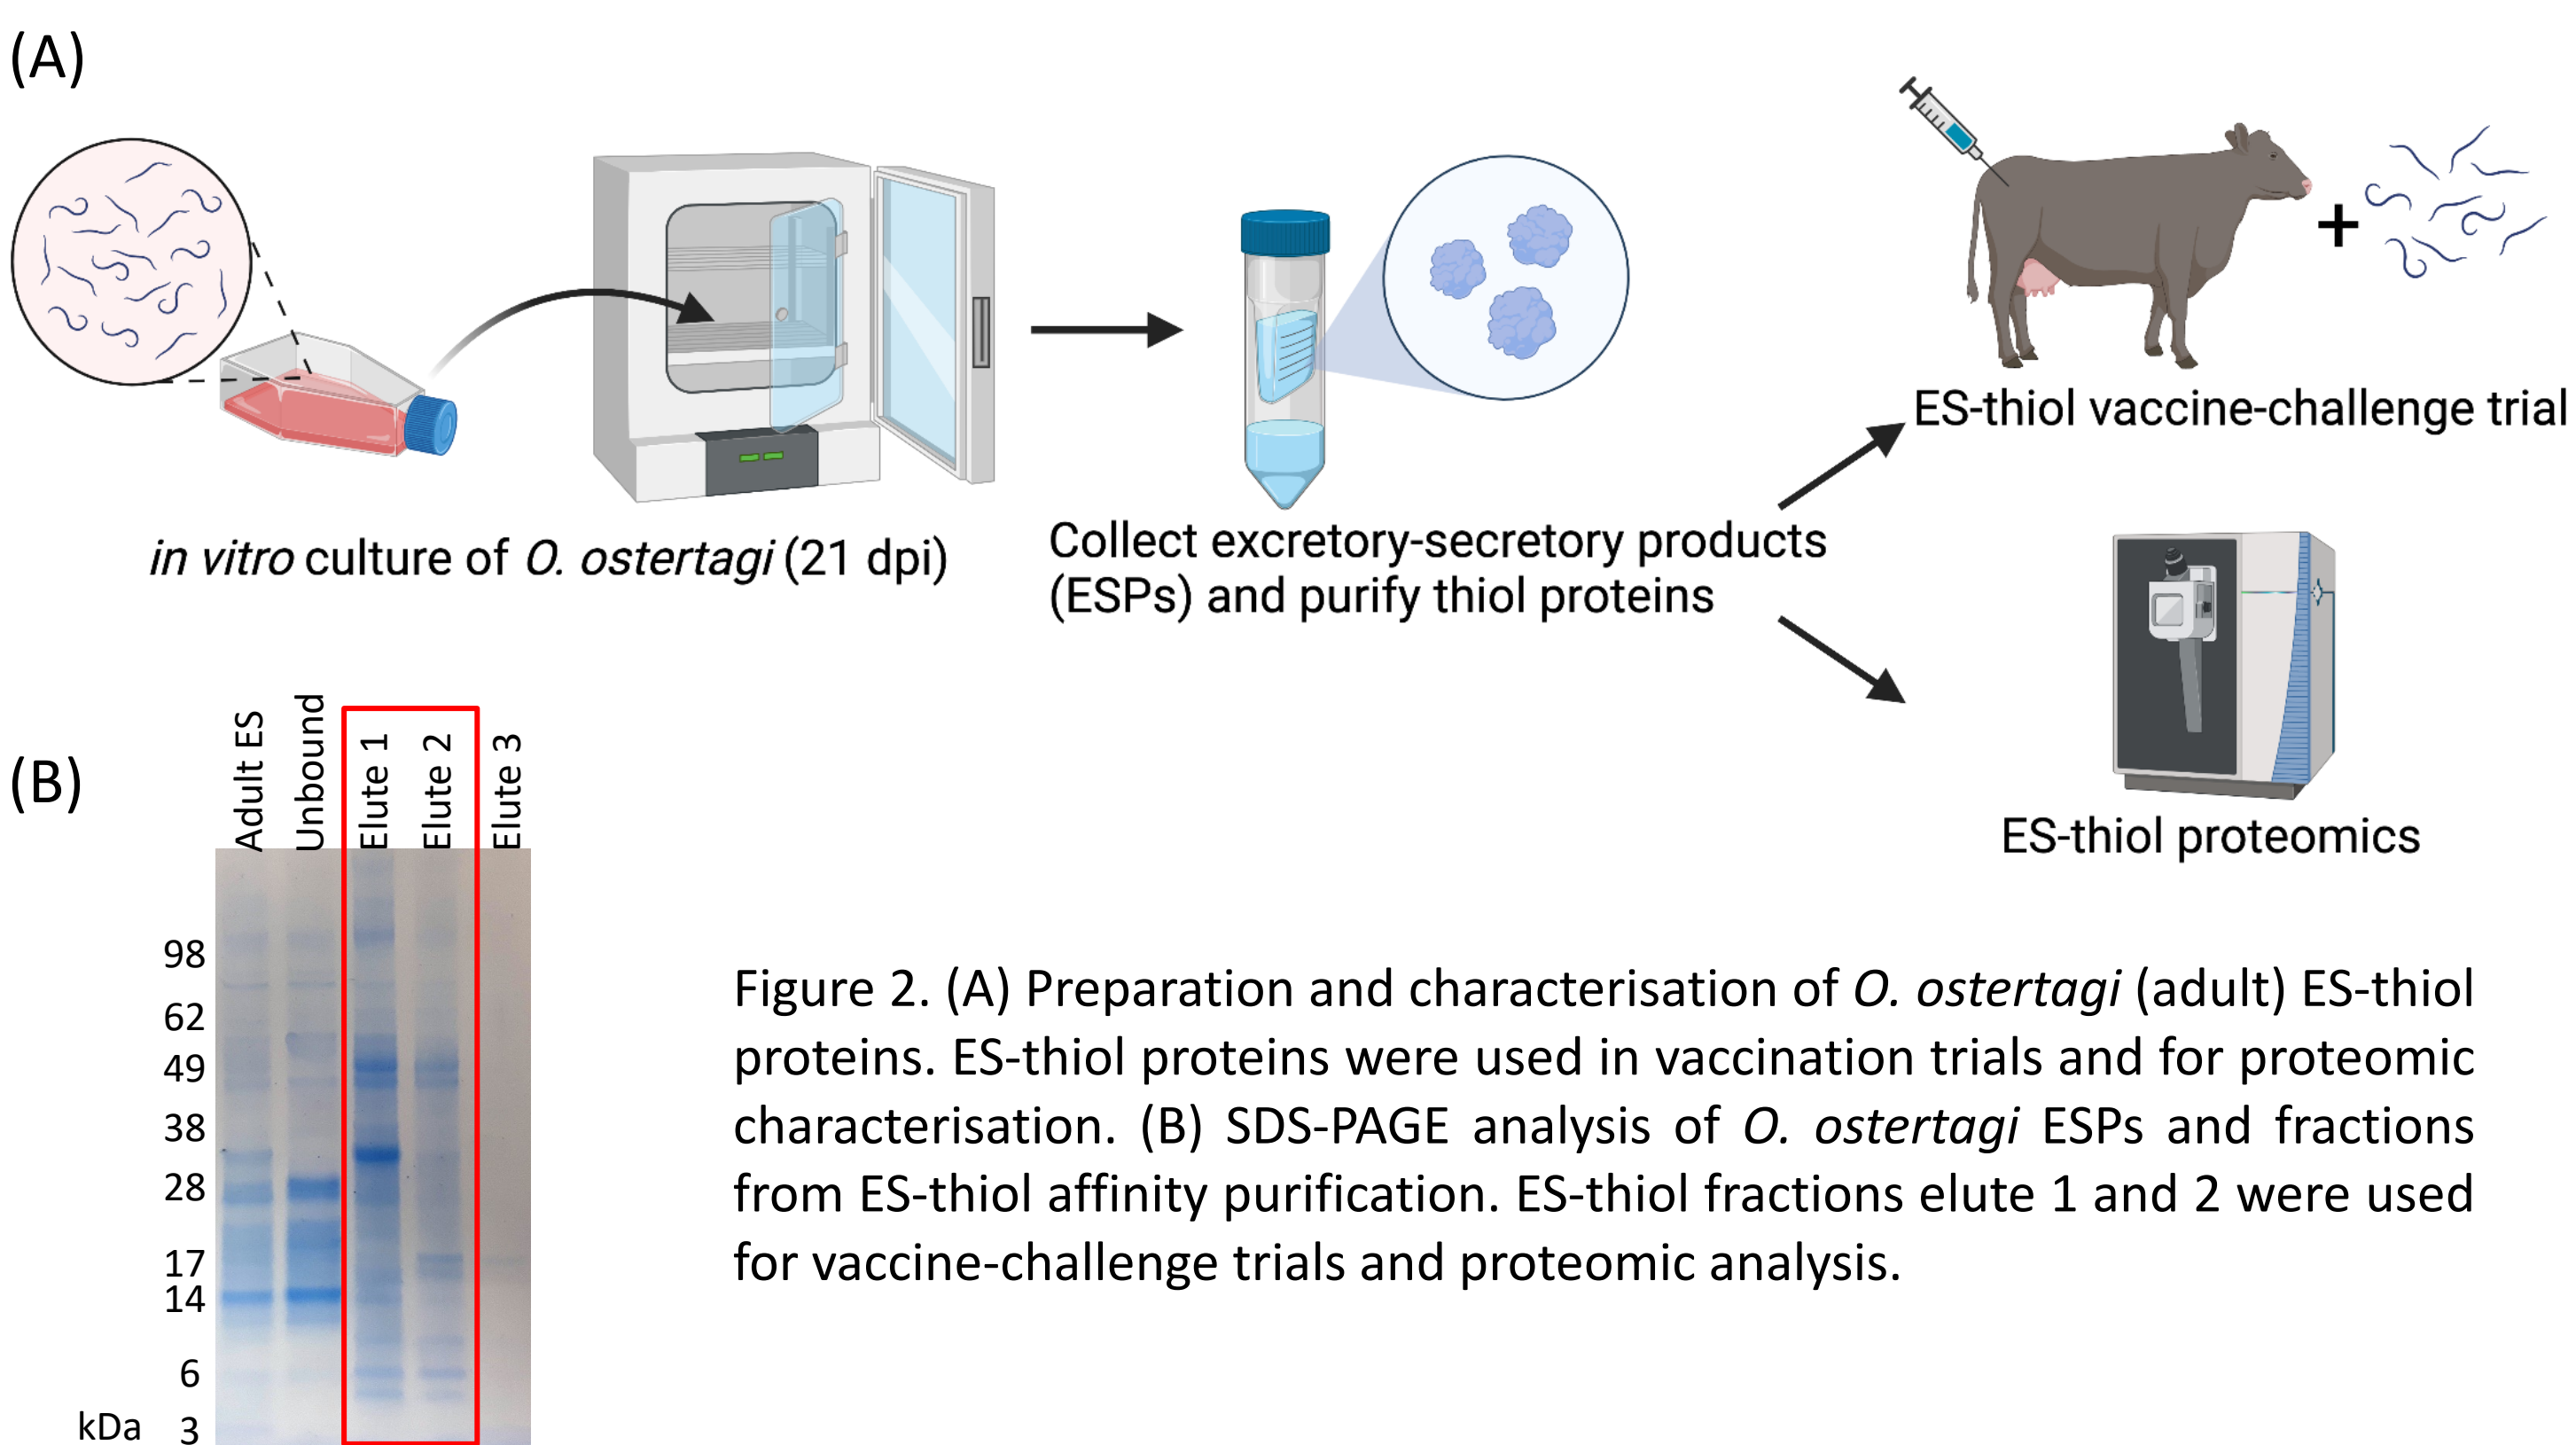 (A)
in vitro culture of O. ostertagi (21 dpi)
Collect excretory-secretory products
(ESPs) and purify thiol proteins
ES-thiol vaccine-challenge trial
+
ES-thiol proteomics
(B)
Adult ES
Unbound
Elute 1
Elute 2
Elute 3
98
62
49
38
28
17
14
6
kDa 3
Figure 2. (A) Preparation and characterisation of O. ostertagi (adult) ES-thiol
proteins. ES-thiol proteins were used in vaccination trials and for proteomic
characterisation. (B) SDS-PAGE analysis of O. ostertagi ESPs and fractions
from ES-thiol affinity purification. ES-thiol fractions elute 1 and 2 were used
for vaccine-challenge trials and proteomic analysis.